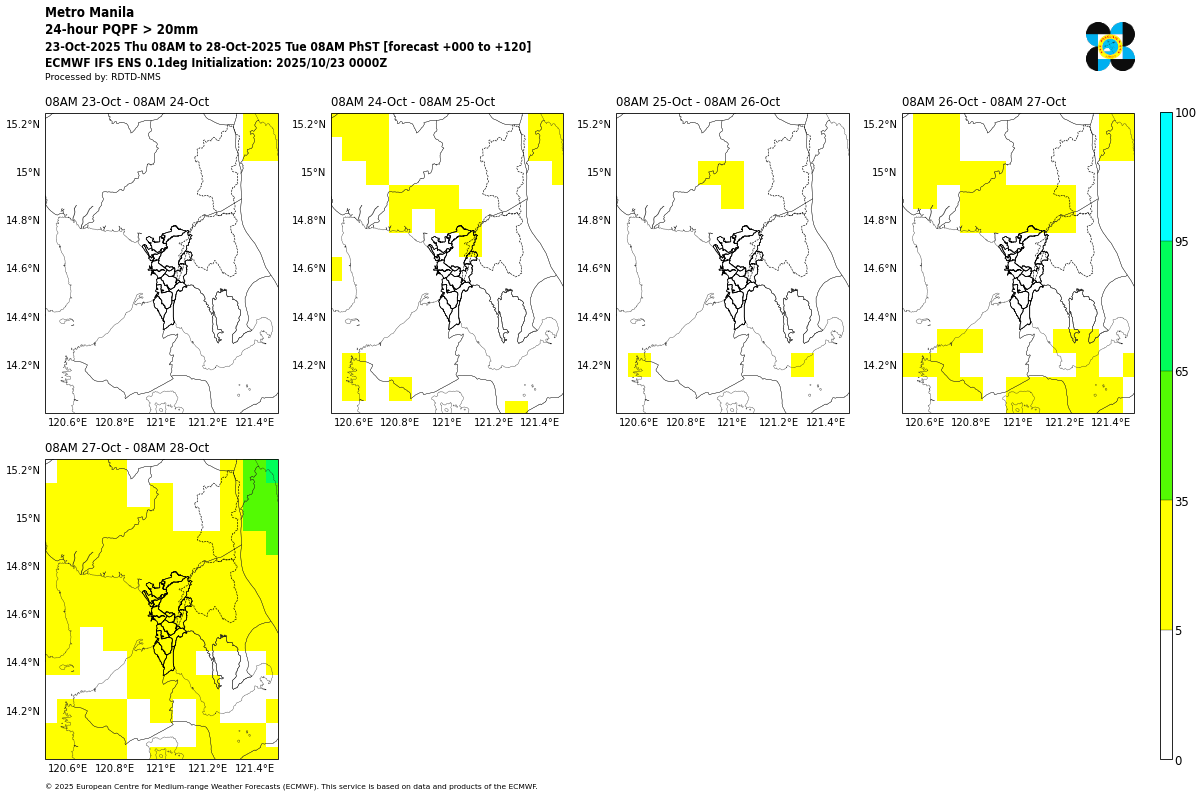 Metro Manila
24-hour PQPF > 20mm
23-Oct-2025 Thu 08AM to 28-Oct-2025 Tue 08AM PhST [forecast +000 to +120]
ECMWF IFS ENS 0.1deg Initialization: 2025/10/23 0000Z
Processed by: RDTD-NMS
08AM 23-Oct - 08AM 24-Oct
08AM 24-Oct - 08AM 25-Oct
08AM 25-Oct - 08AM 26-Oct
08AM 26-Oct - 08AM 27-Oct
15.2°N 15.2°N 15.2°N 15.2°N
15°N 15°N 15°N 15°N
14.8°N 14.8°N 14.8°N 14.8°N
14.6°N 14.6°N 14.6°N 14.6°N
14.4°N 14.4°N 14.4°N 14.4°N
14.2°N 14.2°N 14.2°N 14.2°N
120.6°E 120.8°E 121°E 121.2°E 121.4°E
120.6°E 120.8°E 121°E 121.2°E 121.4°E
120.6°E 120.8°E 121°E 121.2°E 121.4°E
120.6°E 120.8°E 121°E 121.2°E 121.4°E
08AM 27-Oct - 08AM 28-Oct
15.2°N
15°N
14.8°N
14.6°N
14.4°N
14.2°N
120.6°E 120.8°E 121°E 121.2°E 121.4°E
100
95
65
35
5
0
© 2025 European Centre for Medium-range Weather Forecasts (ECMWF). This service is based on data and products of the ECMWF.